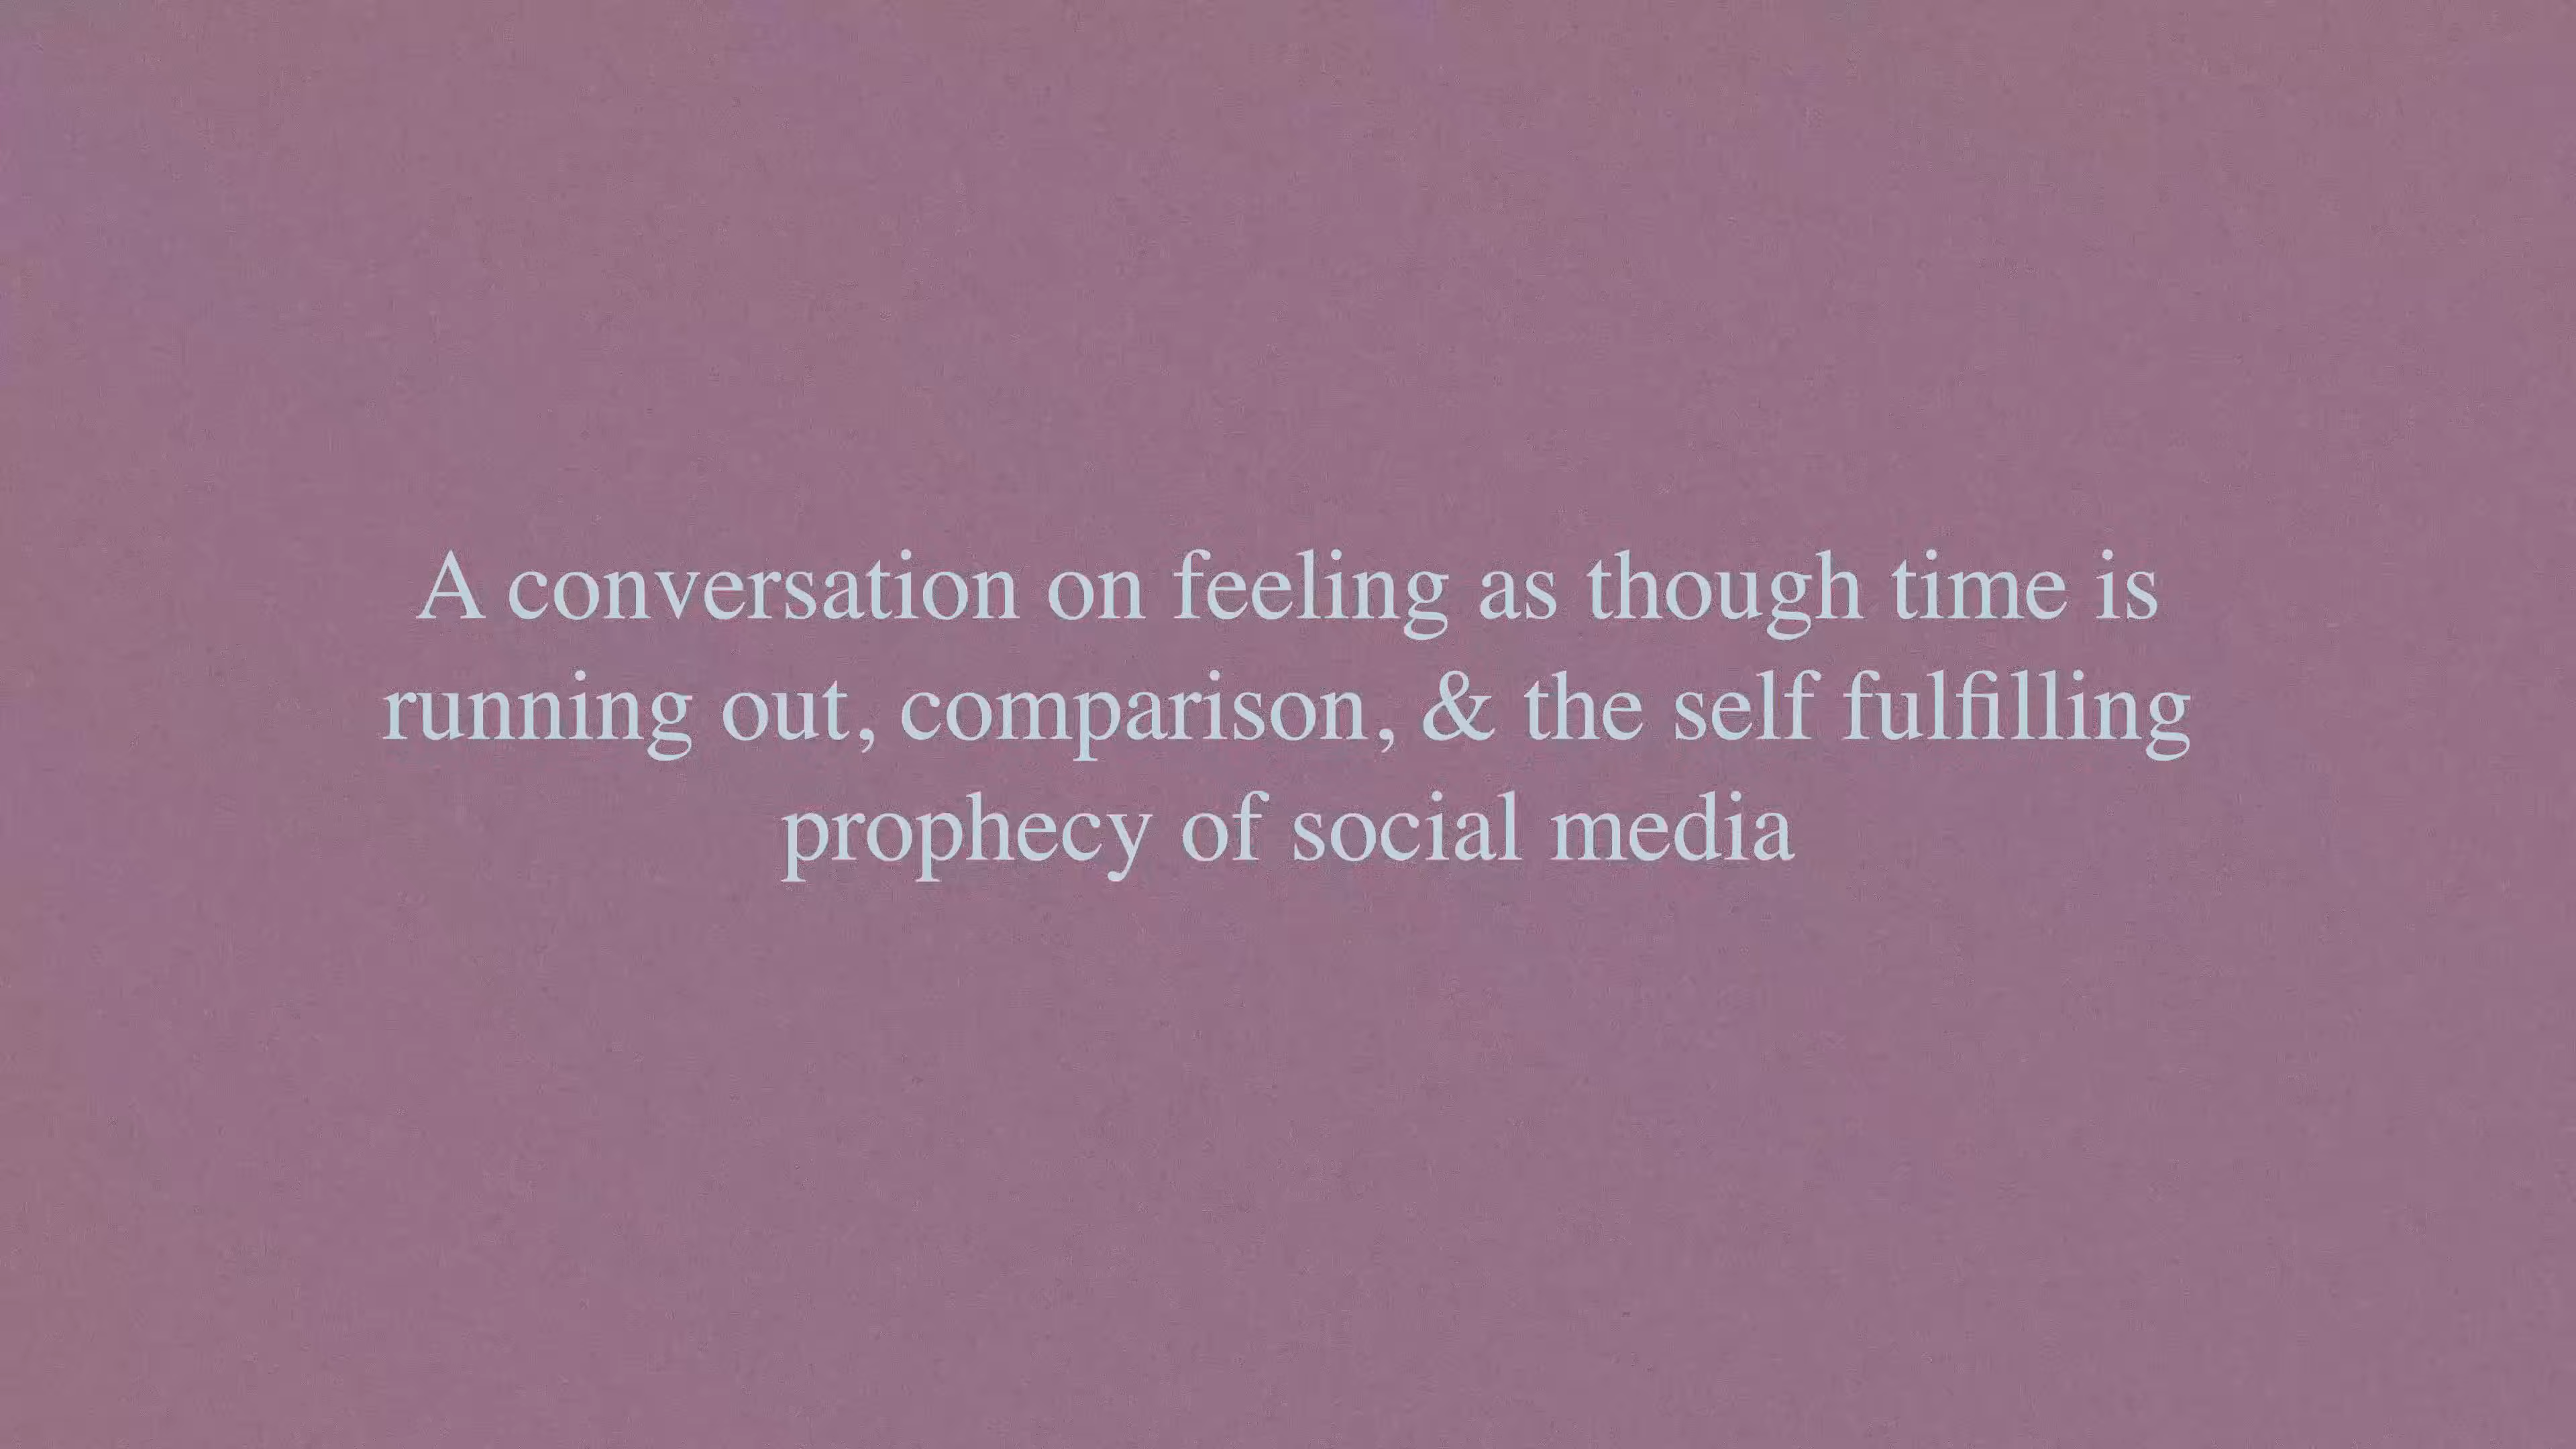 A conversation on feeling as though time is
running out, comparison, & the self fulfilling
prophecy of social media